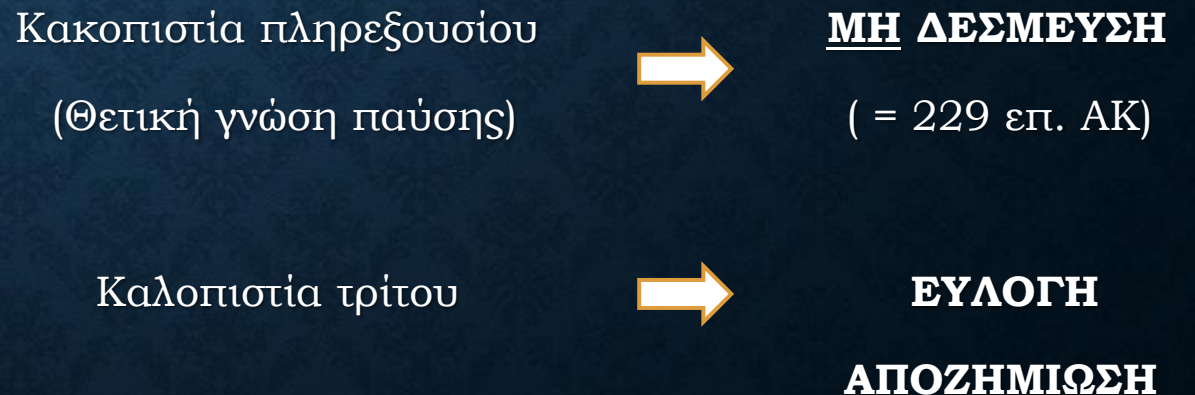 Κακοπιστία πληρεξουσίου
ΜΗ ΔΕΣΜΕΥΣΗ
(Θετική γνώση παύσης)
( = 229 επ. ΑΚ)
Καλοπιστία τρίτου
ΕΥΛΟΓΗ
ΑΠΟΖΗΜΙΩΣΗ